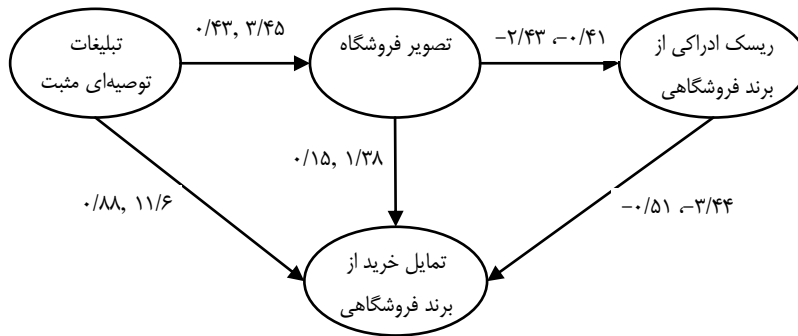 تبلیغات
توصیه‌ای مثبت
۰/۴۳, ۳/۴۵
تصویر فروشگاه
−۲/۴۳ ,−۰/۴۱
ریسک ادراکی از
برند فروشگاهی
۰/۸۸, ۱۱/۶
۰/۱۵, ۱/۳۸
−۰/۵۱ ,−۳/۴۴
تمایل خرید از
برند فروشگاهی